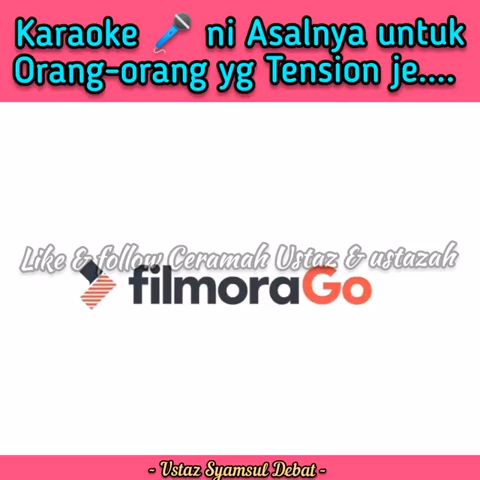 Karaoke 🎤 ni Asalnya untuk
Orang-orang yg Tension je....
Like & follow Ceramah Ustaz & ustazah
filmoraGo
- Ustaz Syamsul Debat -